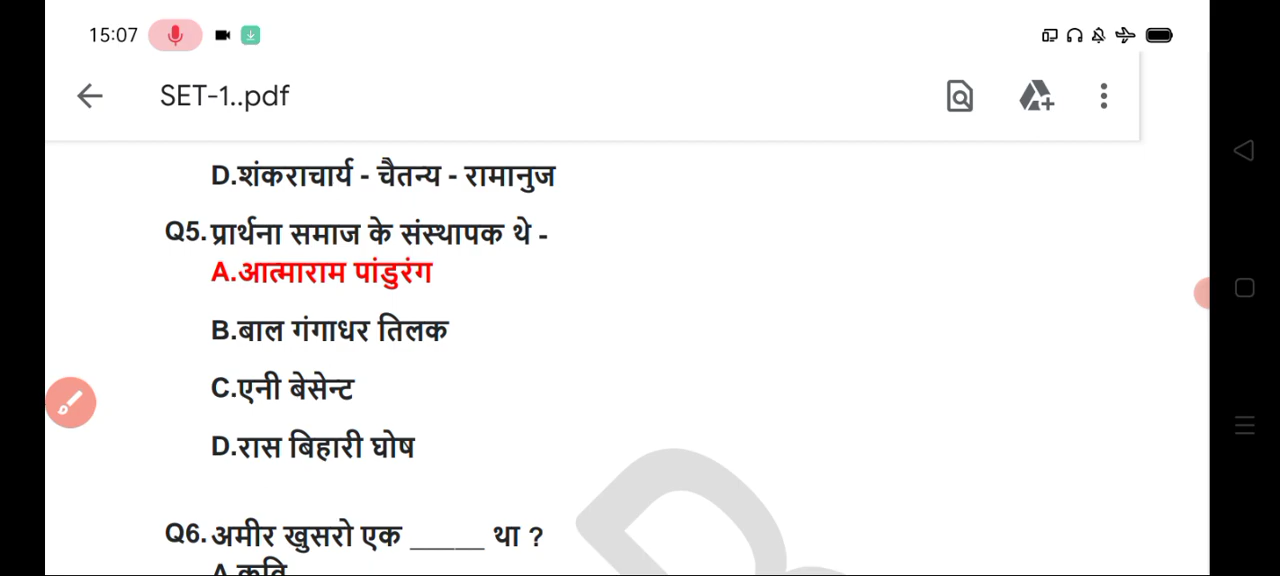 15:07
SET-1..pdf
D.शंकराचार्य - चैतन्य - रामानुज
Q5. प्रार्थना समाज के संस्थापक थे -
A.आत्माराम पांडुरंग
B.बाल गंगाधर तिलक
C.एनी बेसेन्ट
D.रास बिहारी घोष
Q6. अमीर खुसरो एक _____ था ?
A.कवि